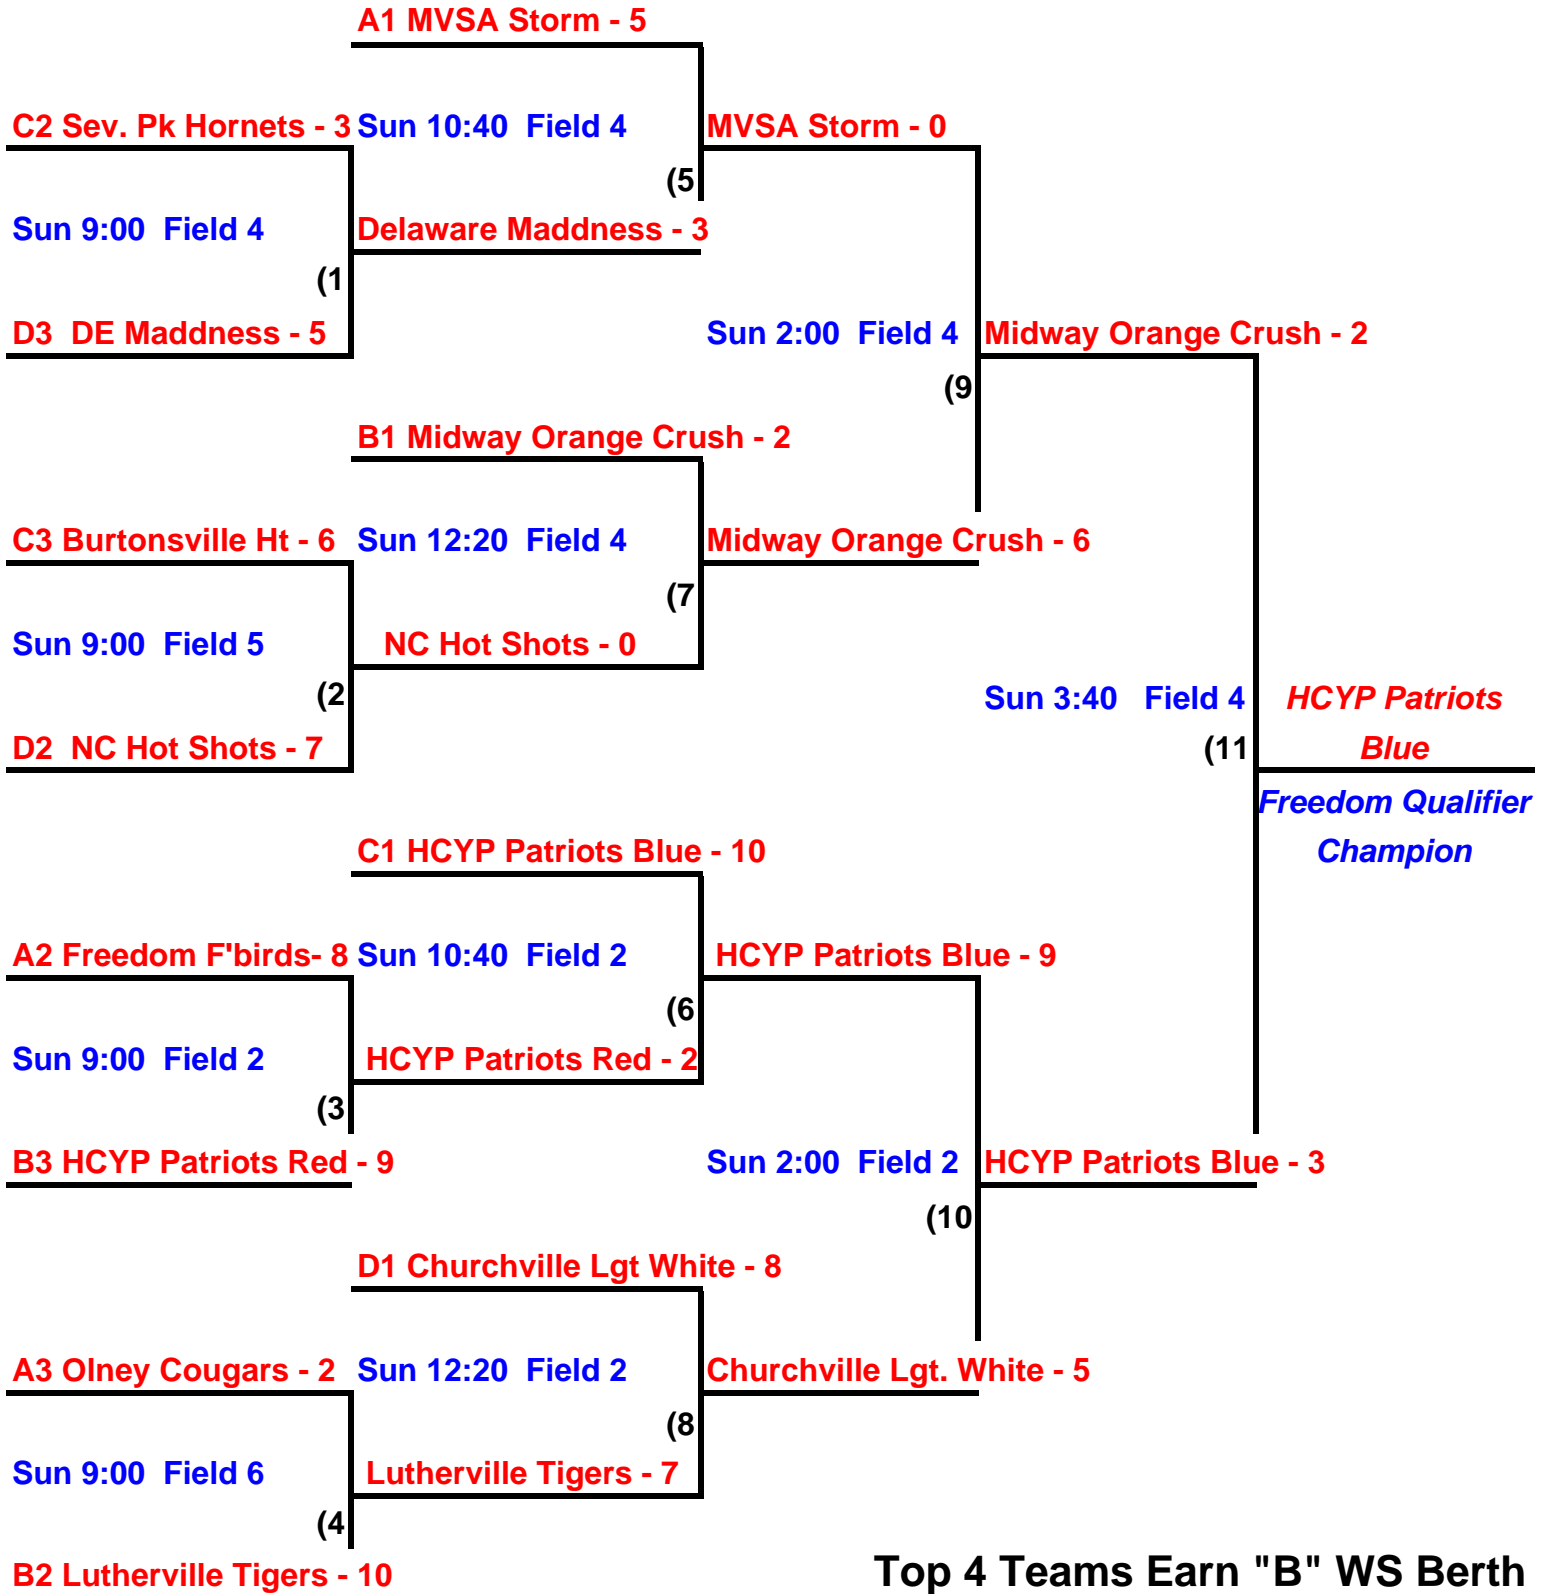 A1 MVSA Storm - 5
C2 Sev. Pk Hornets - 3 Sun 10:40  Field 4 MVSA Storm - 0
(5
Sun 9:00  Field 4 Delaware Maddness - 3
(1
D3  DE Maddness - 5 Sun 2:00  Field 4 Midway Orange Crush - 2
(9
B1 Midway Orange Crush - 2
C3 Burtonsville Ht - 6 Sun 12:20  Field 4 Midway Orange Crush - 6
(7
Sun 9:00  Field 5 NC Hot Shots - 0
(2 Sun 3:40   Field 4 HCYP Patriots
D2  NC Hot Shots - 7 (11 Blue
Freedom Qualifier
C1 HCYP Patriots Blue - 10 Champion
A2 Freedom F'birds- 8 Sun 10:40  Field 2 HCYP Patriots Blue - 9
(6
Sun 9:00  Field 2 HCYP Patriots Red - 2
(3
B3 HCYP Patriots Red - 9 Sun 2:00  Field 2 HCYP Patriots Blue - 3
(10
D1 Churchville Lgt White - 8
A3 Olney Cougars - 2 Sun 12:20  Field 2 Churchville Lgt. White - 5
(8
Sun 9:00  Field 6 Lutherville Tigers - 7
(4
B2 Lutherville Tigers - 10 Top 4 Teams Earn "B" WS Berth